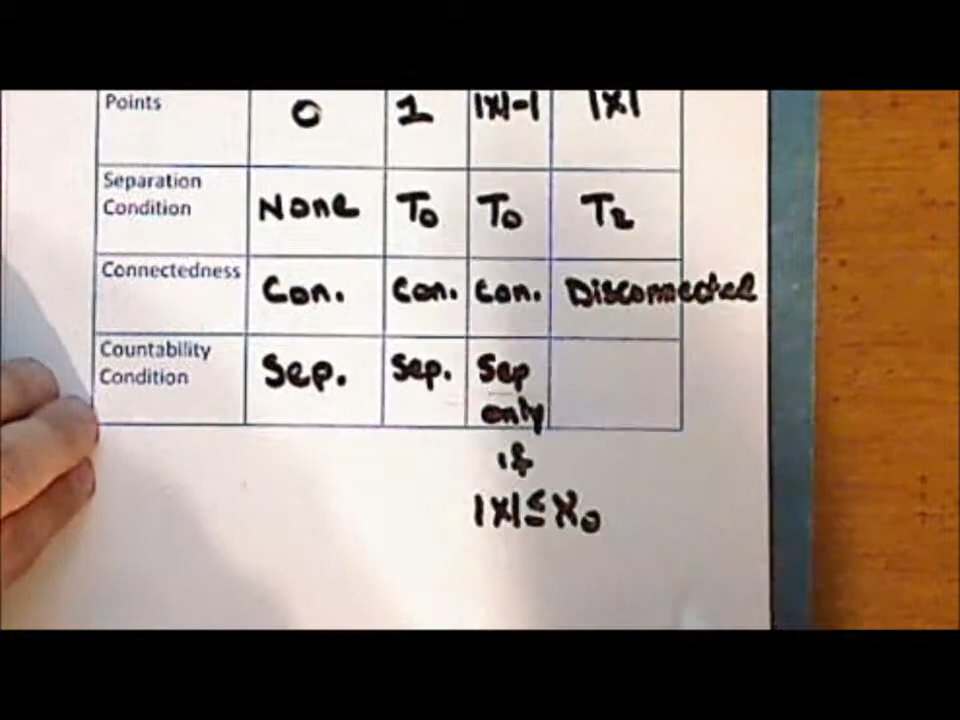 Points 0 1 |X|-1 |X|
Separation
Condition None T₀ T₀ T₂
Connectedness Con. Con. Con. Disconnected
Countability
Condition Sep. Sep. Sep
only
if
|X|≤ℵ₀